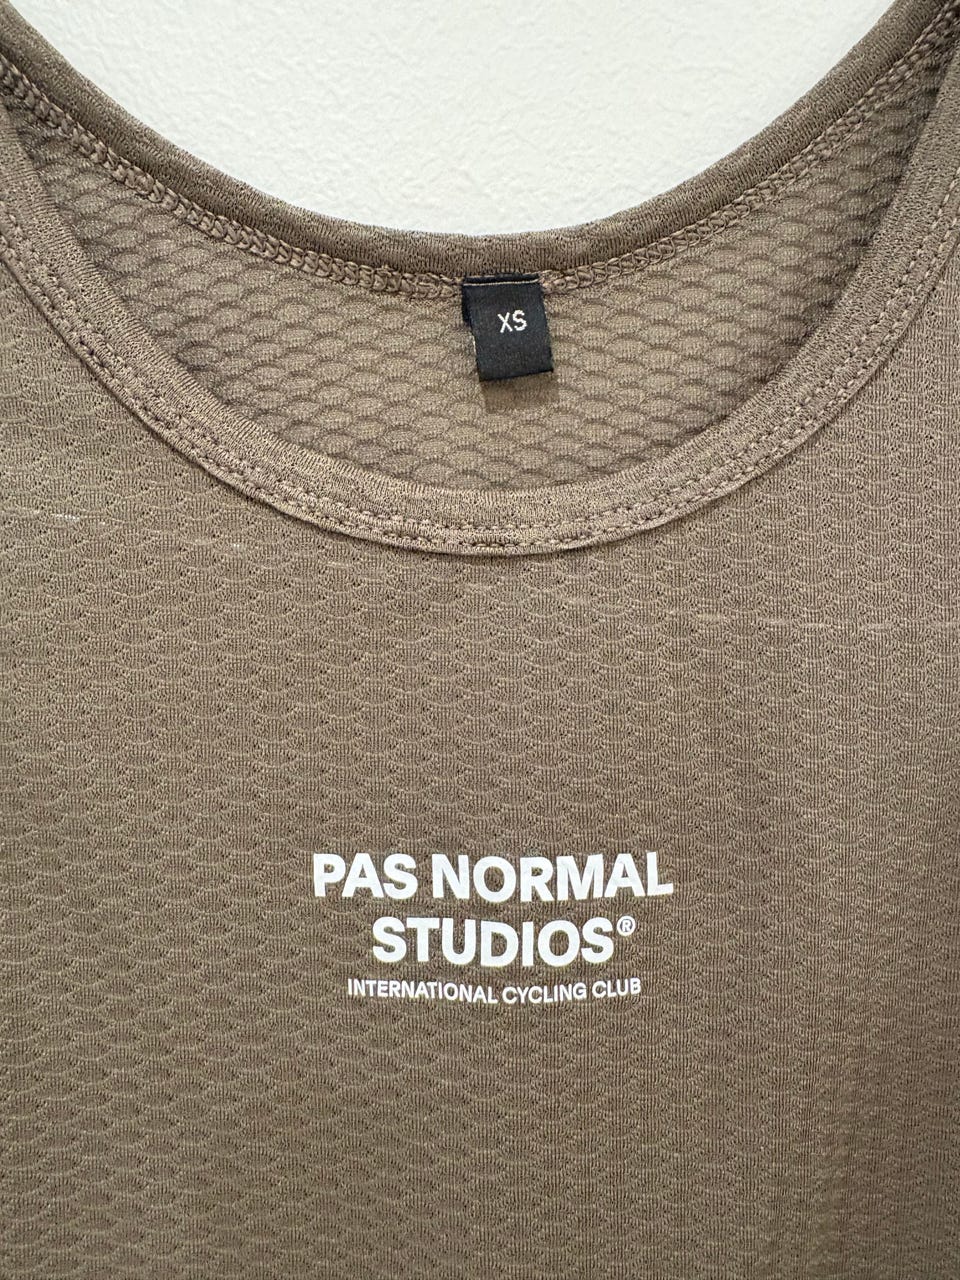 XS
PAS NORMAL
STUDIOS®
INTERNATIONAL CYCLING CLUB